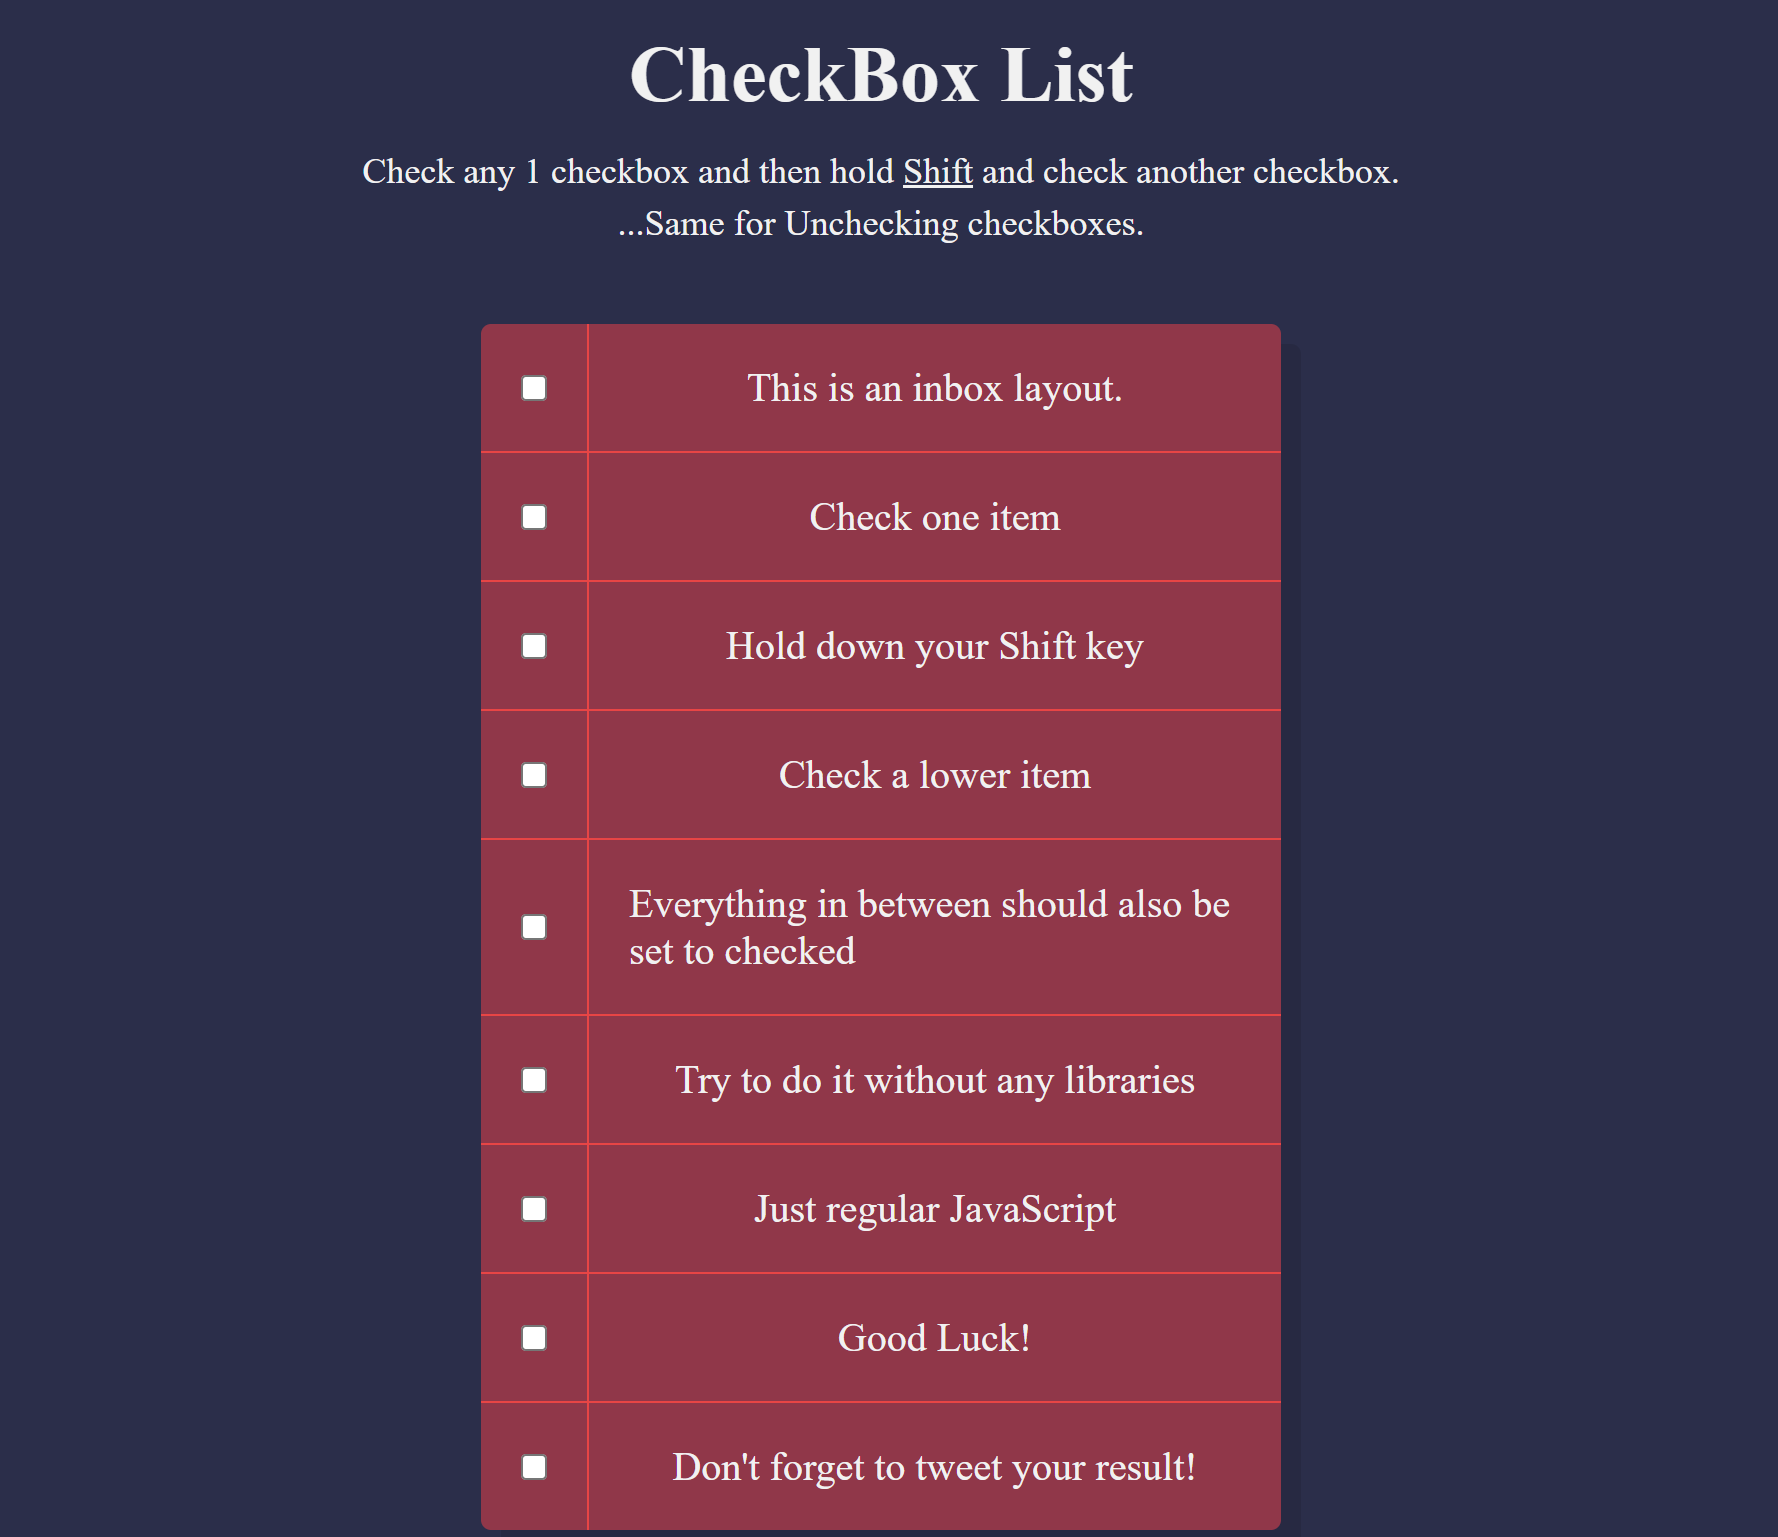 CheckBox List
Check any 1 checkbox and then hold Shift and check another checkbox.
...Same for Unchecking checkboxes.
This is an inbox layout.
Check one item
Hold down your Shift key
Check a lower item
Everything in between should also be
set to checked
Try to do it without any libraries
Just regular JavaScript
Good Luck!
Don't forget to tweet your result!